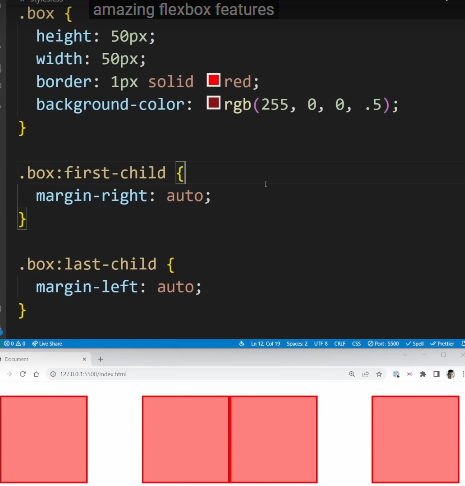 amazing flexbox features
.box {
height: 50px;
width: 50px;
border: 1px solid red;
background-color: rgb(255, 0, 0, .5);
}
.box:first-child {
margin-right: auto;
}
.box:last-child {
margin-left: auto;
}
0 0 Live Share Ln 12, Col 19 Spaces: 2 UTF-8 CRLF CSS Port : 5500 Spell Prettier
Document
127.0.0.1:5500/index.html